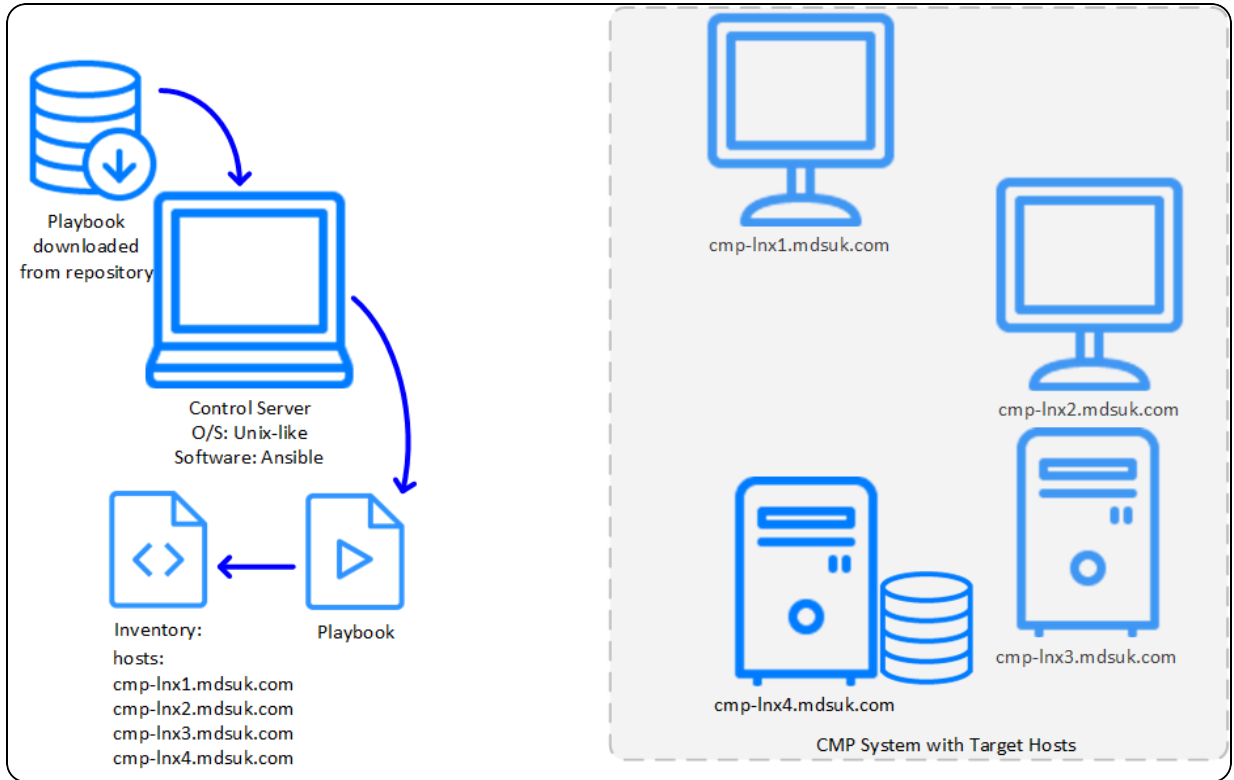 Playbook
downloaded
from repository
Control Server
O/S: Unix-like
Software: Ansible
Inventory:
hosts:
cmp-lnx1.mdsuk.com
cmp-lnx2.mdsuk.com
cmp-lnx3.mdsuk.com
cmp-lnx4.mdsuk.com
Playbook
cmp-lnx1.mdsuk.com
cmp-lnx2.mdsuk.com
cmp-lnx3.mdsuk.com
cmp-lnx4.mdsuk.com
CMP System with Target Hosts